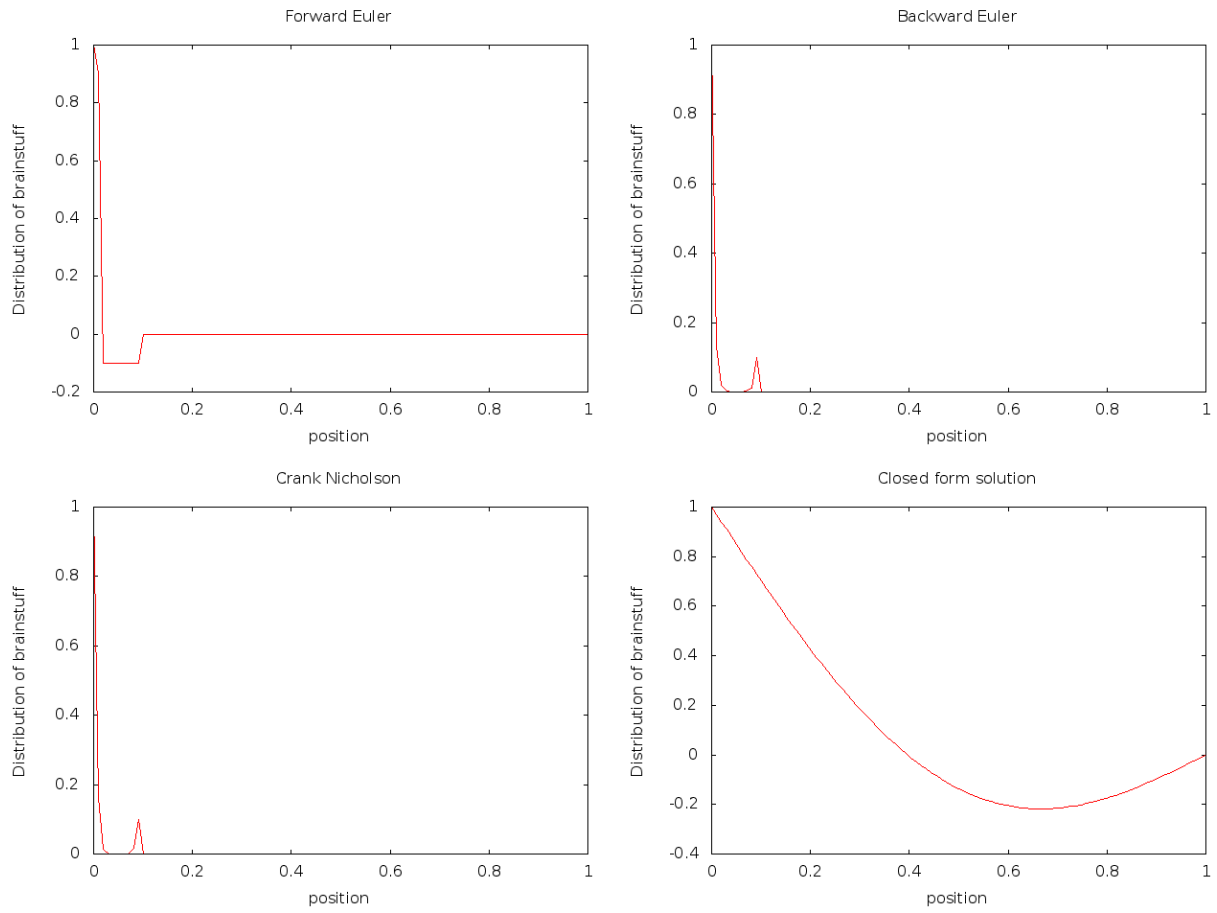 Forward Euler
Distribution of brainstuff
1
0.8
0.6
0.4
0.2
0
-0.2
0 0.2 0.4 0.6 0.8 1
position
Backward Euler
Distribution of brainstuff
1
0.8
0.6
0.4
0.2
0
0 0.2 0.4 0.6 0.8 1
position
Crank Nicholson
Distribution of brainstuff
1
0.8
0.6
0.4
0.2
0
0 0.2 0.4 0.6 0.8 1
position
Closed form solution
Distribution of brainstuff
1
0.8
0.6
0.4
0.2
0
-0.2
-0.4
0 0.2 0.4 0.6 0.8 1
position